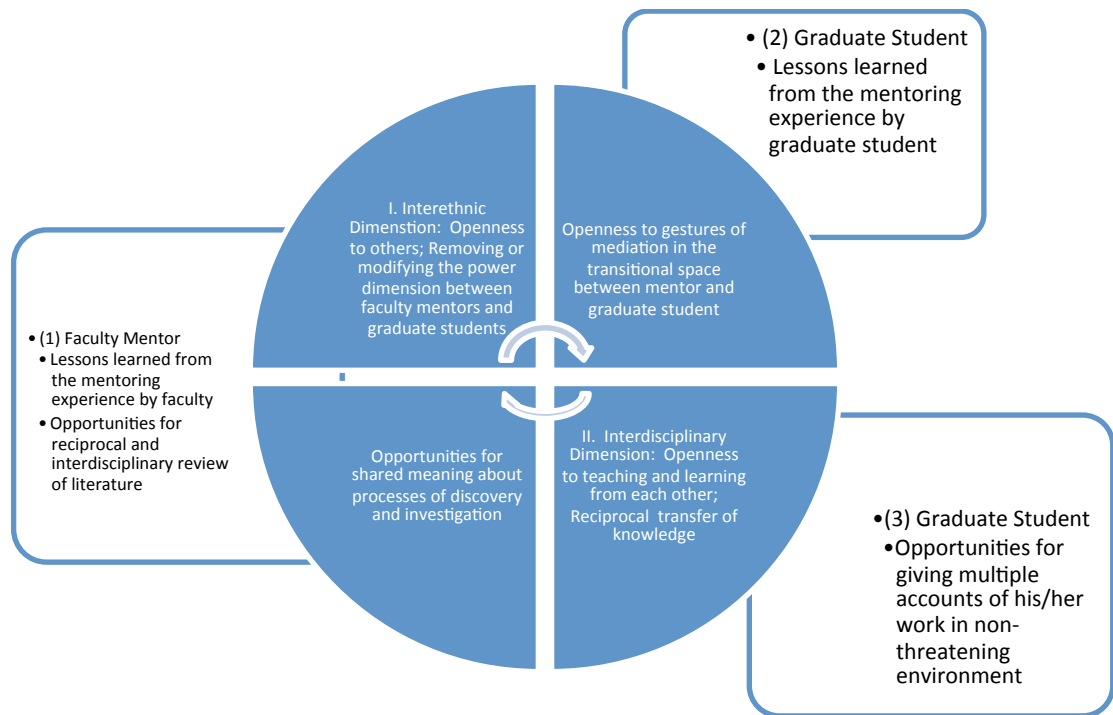 • (2) Graduate Student
• Lessons learned
from the mentoring
experience by
graduate student
I. Interethnic
Dimenstion: Openness
to others; Removing or
modifying the power
dimension between
faculty mentors and
graduate students
Openness to gestures of
mediation in the
transitional space
between mentor and
graduate student
• (1) Faculty Mentor
• Lessons learned from
the mentoring
experience by faculty
• Opportunities for
reciprocal and
interdisciplinary review
of literature
Opportunities for
shared meaning about
processes of discovery
and investigation
II. Interdisciplinary
Dimension: Openness
to teaching and learning
from each other;
Reciprocal transfer of
knowledge
•(3) Graduate Student
•Opportunities for
giving multiple
accounts of his/her
work in non-
threatening
environment